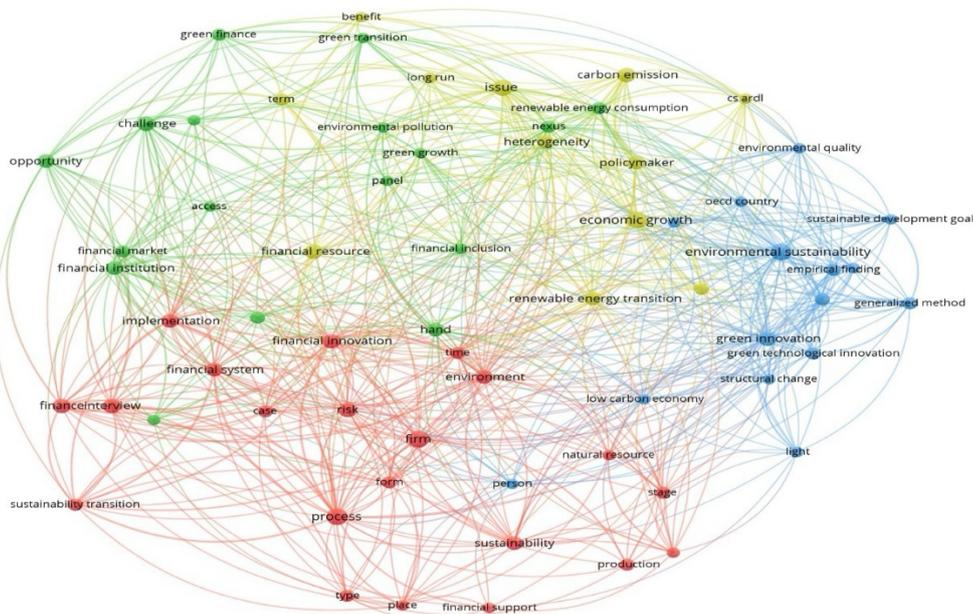 benefit
green finance
green transition
long run
issue
carbon emission
term
renewable energy consumption
cs ardl
challenge
environmental pollution
nexus
heterogeneity
environmental quality
green growth
opportunity
policymaker
panel
access
oecd country
economic growth
sustainable development goal
financial market
financial resource
financial inclusion
environmental sustainability
financial institution
empirical finding
renewable energy transition
generalized method
implementation
hand
financial innovation
green innovation
time
green technological innovation
financial system
environment
structural change
low carbon economy
financeinterview
case
risk
firm
natural resource
light
form
person
stage
sustainability transition
process
sustainability
production
type
place
financial support